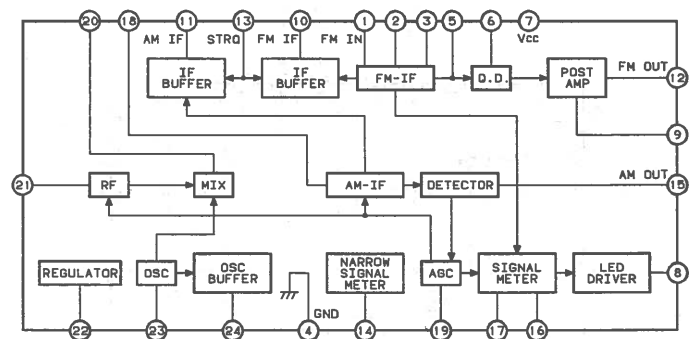 20 18 13 11 10 1 2 3 5 6 7
AM IF STRQ FM IF FM IN Vcc
IF BUFFER IF BUFFER FM-IF Q.D. POST AMP FM OUT
12
9
AM OUT
21 RF MIX AM-IF DETECTOR 15
REGULATOR OSC OSC BUFFER NARROW SIGNAL METER AGC SIGNAL METER LED DRIVER 8
GND
22 23 24 4 14 19 17 16